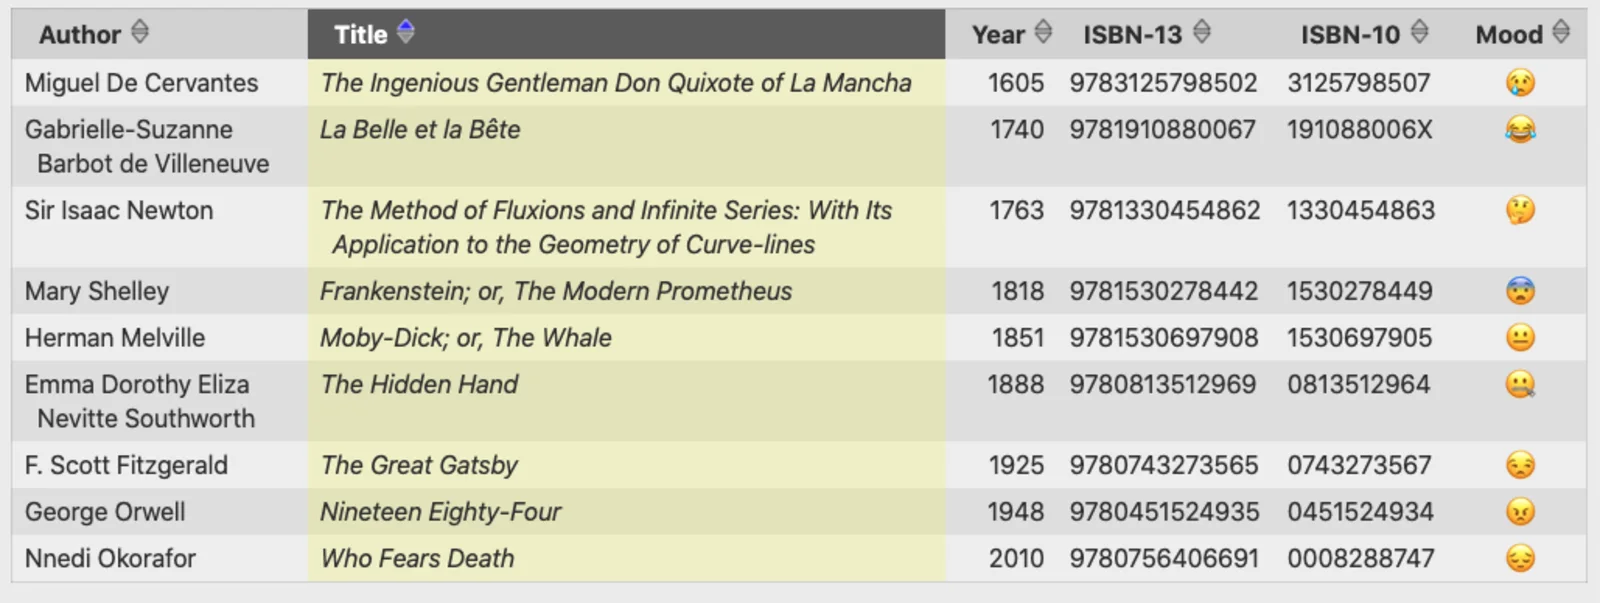 Author Title Year ISBN-13 ISBN-10 Mood
Miguel De Cervantes The Ingenious Gentleman Don Quixote of La Mancha 1605 9783125798502 3125798507 😢
Gabrielle-Suzanne La Belle et la Bête 1740 9781910880067 191088006X 😂
Barbot de Villeneuve
Sir Isaac Newton The Method of Fluxions and Infinite Series: With Its 1763 9781330454862 1330454863 🤔
Application to the Geometry of Curve-lines
Mary Shelley Frankenstein; or, The Modern Prometheus 1818 9781530278442 1530278449 😨
Herman Melville Moby-Dick; or, The Whale 1851 9781530697908 1530697905 😐
Emma Dorothy Eliza The Hidden Hand 1888 9780813512969 0813512964 🤐
Nevitte Southworth
F. Scott Fitzgerald The Great Gatsby 1925 9780743273565 0743273567 😒
George Orwell Nineteen Eighty-Four 1948 9780451524935 0451524934 😠
Nnedi Okorafor Who Fears Death 2010 9780756406691 0008288747 😔